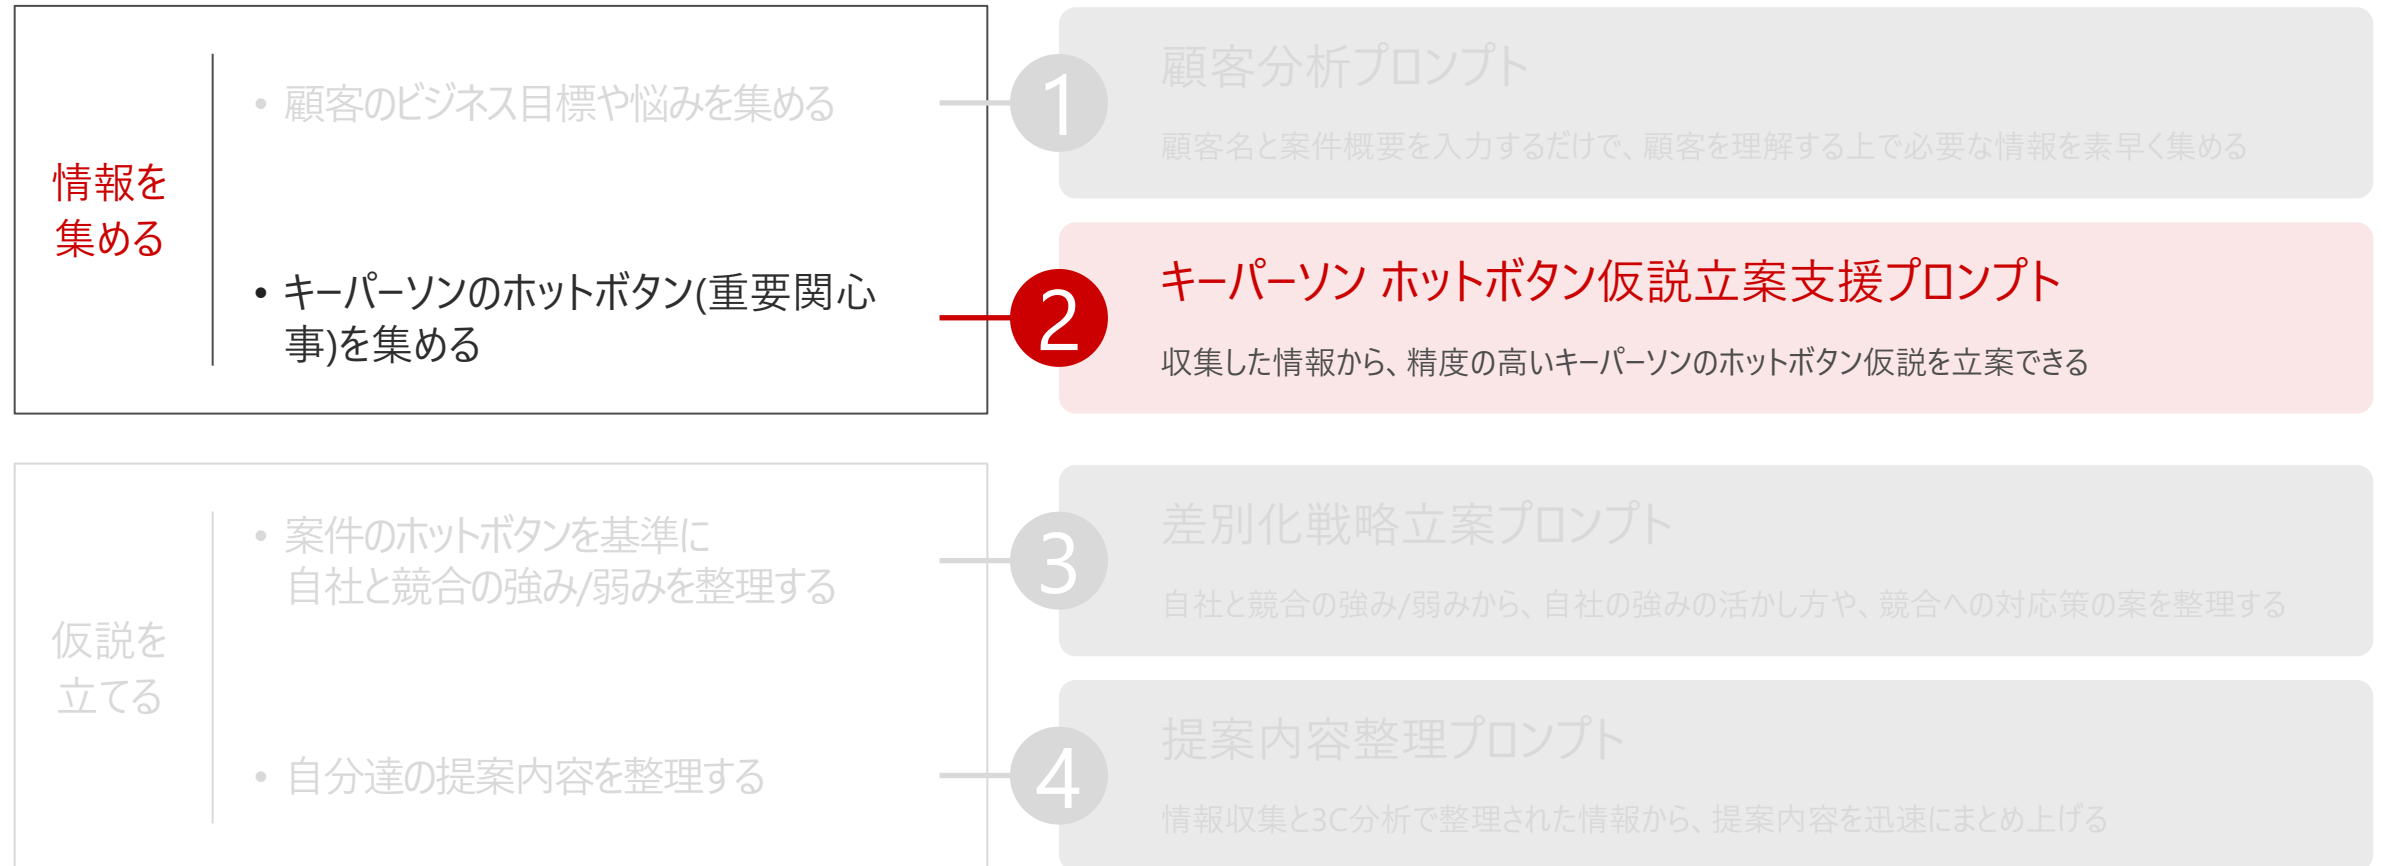 情報を
集める
• 顧客のビジネス目標や悩みを集める
• キーパーソンのホットボタン(重要関心
事)を集める
1
顧客分析プロンプト
顧客名と案件概要を入力するだけで、顧客を理解する上で必要な情報を素早く集める
2
キーパーソン ホットボタン仮説立案支援プロンプト
収集した情報から、精度の高いキーパーソンのホットボタン仮説を立案できる
仮説を
立てる
• 案件のホットボタンを基準に
自社と競合の強み/弱みを整理する
• 自分達の提案内容を整理する
3
差別化戦略立案プロンプト
自社と競合の強み/弱みから、自社の強みの活かし方や、競合への対応策の案を整理する
4
提案内容整理プロンプト
情報収集と3C分析で整理された情報から、提案内容を迅速にまとめ上げる